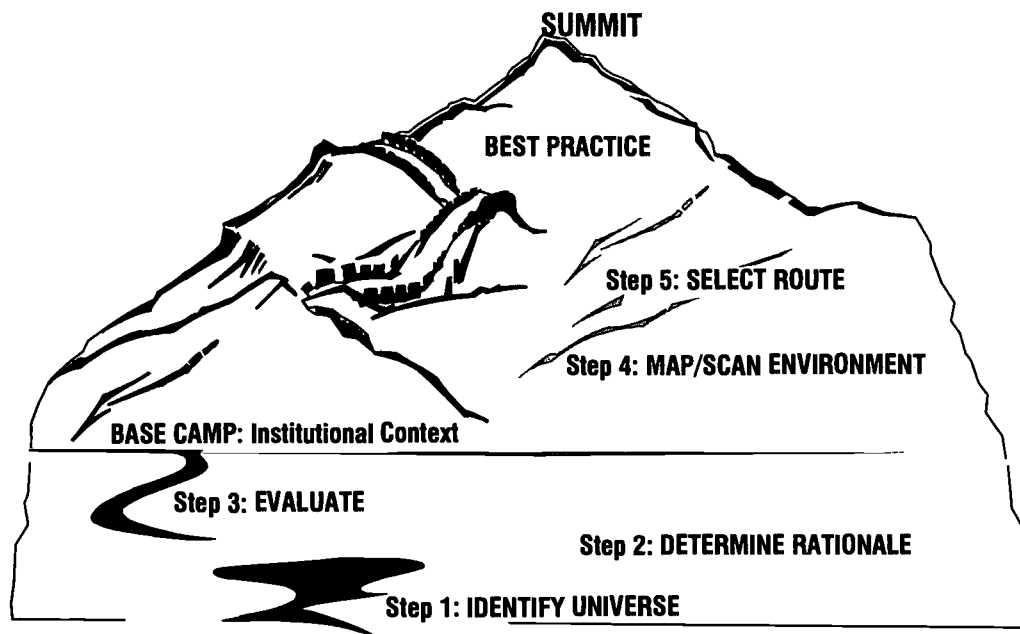 SUMMIT
BEST PRACTICE
Step 5: SELECT ROUTE
Step 4: MAP/SCAN ENVIRONMENT
BASE CAMP: Institutional Context
Step 3: EVALUATE
Step 2: DETERMINE RATIONALE
Step 1: IDENTIFY UNIVERSE